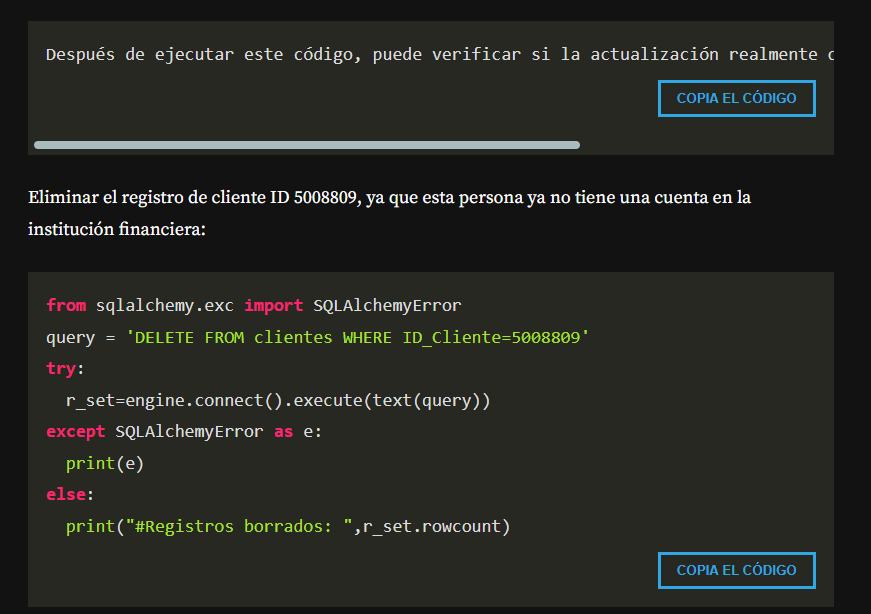 Después de ejecutar este código, puede verificar si la actualización realmente
COPIA EL CÓDIGO
Eliminar el registro de cliente ID 5008809, ya que esta persona ya no tiene una cuenta en la
institución financiera:
from sqlalchemy.exc import SQLAlchemyError
query = 'DELETE FROM clientes WHERE ID_Cliente=5008809'
try:
  r_set=engine.connect().execute(text(query))
except SQLAlchemyError as e:
  print(e)
else:
  print("#Registros borrados: ",r_set.rowcount)
COPIA EL CÓDIGO